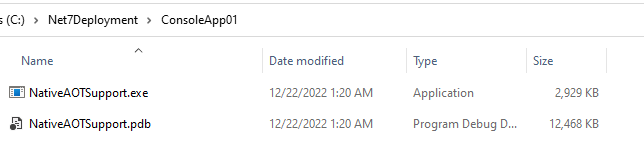 s (C:) > Net7Deployment > ConsoleApp01
Name Date modified Type Size
NativeAOTSupport.exe 12/22/2022 1:20 AM Application 2,929 KB
NativeAOTSupport.pdb 12/22/2022 1:20 AM Program Debug D... 12,468 KB